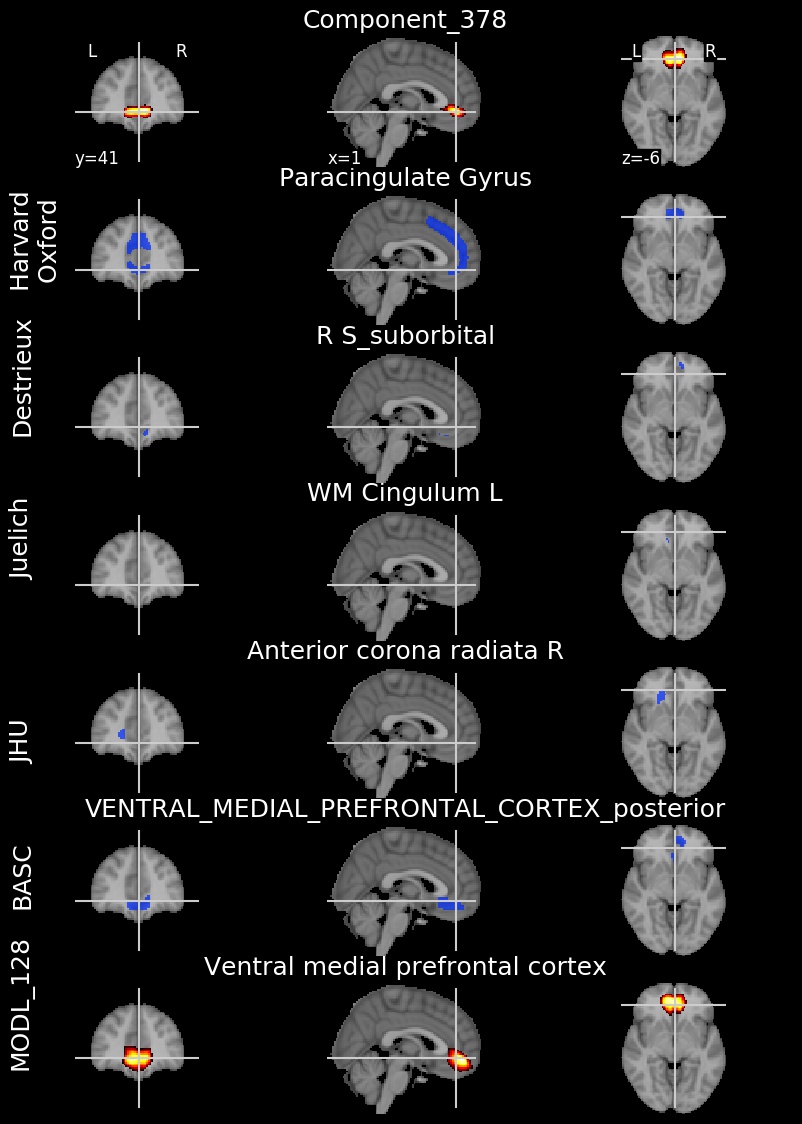 Component_378
L R L R
y=41 x=1 z=-6
Paracingulate Gyrus
Harvard
Oxford
R S_suborbital
Destrieux
WM Cingulum L
Juelich
Anterior corona radiata R
JHU
VENTRAL_MEDIAL_PREFRONTAL_CORTEX_posterior
BASC
Ventral medial prefrontal cortex
MODL_128